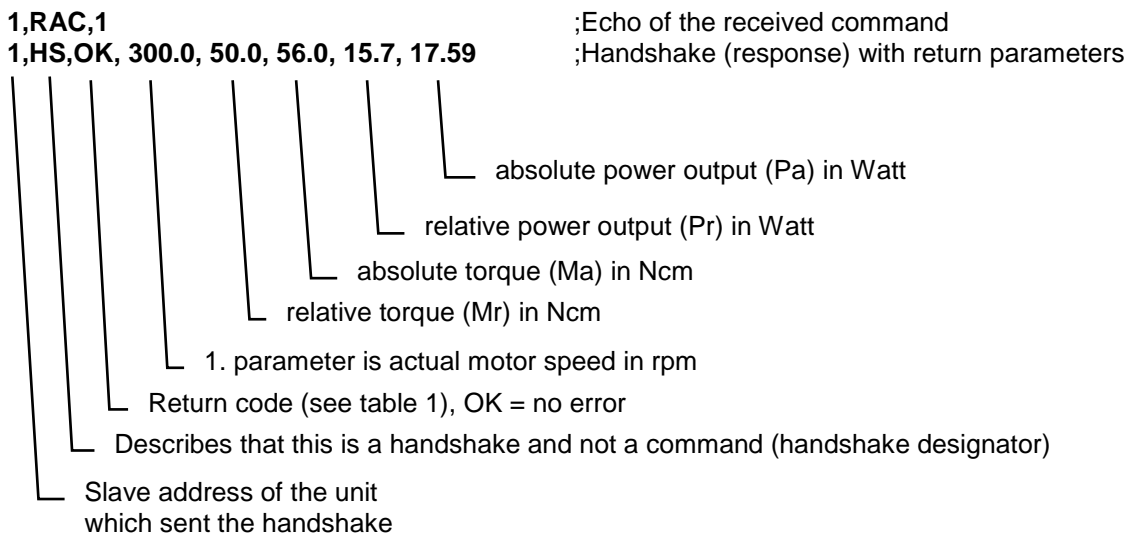 1,RAC,1 ;Echo of the received command
1,HS,OK, 300.0, 50.0, 56.0, 15.7, 17.59 ;Handshake (response) with return parameters
absolute power output (Pa) in Watt
relative power output (Pr) in Watt
absolute torque (Ma) in Ncm
relative torque (Mr) in Ncm
1. parameter is actual motor speed in rpm
Return code (see table 1), OK = no error
Describes that this is a handshake and not a command (handshake designator)
Slave address of the unit
which sent the handshake